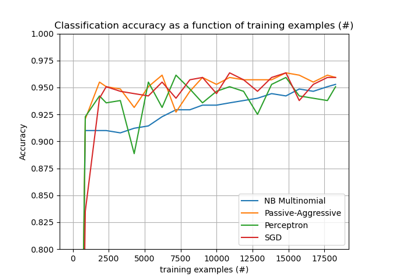 Classification accuracy as a function of training examples (#)
1.000
0.975
0.950
0.925
0.900
0.875
0.850
0.825
0.800
Accuracy
NB Multinomial
Passive-Aggressive
Perceptron
SGD
0 2500 5000 7500 10000 12500 15000 17500
training examples (#)